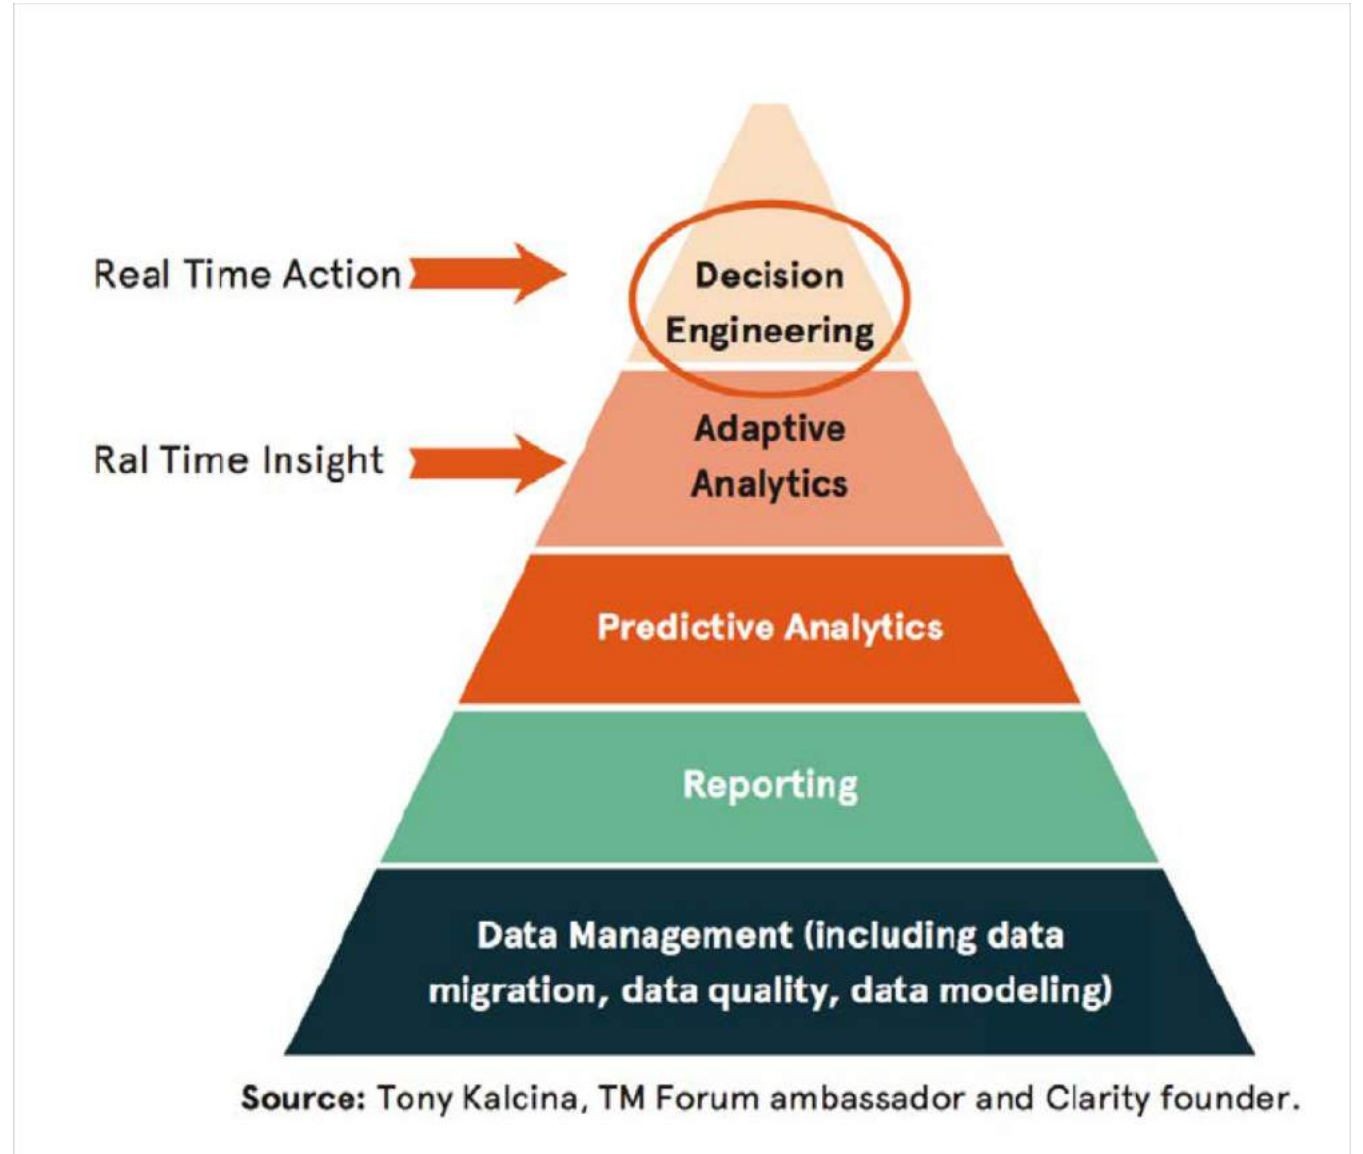 Real Time Action
Decision
Engineering
Ral Time Insight
Adaptive
Analytics
Predictive Analytics
Reporting
Data Management (including data
migration, data quality, data modeling)
Source: Tony Kalcina, TM Forum ambassador and Clarity founder.